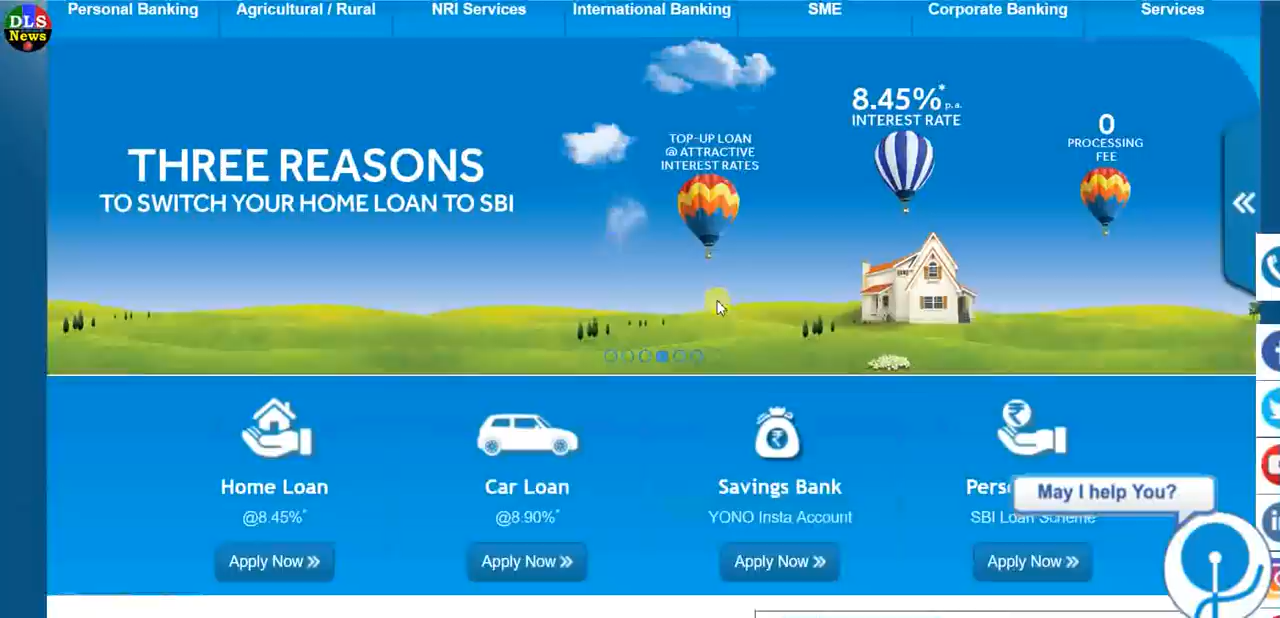 DLS
News
Personal Banking
Agricultural / Rural
NRI Services
International Banking
SME
Corporate Banking
Services
THREE REASONS
TO SWITCH YOUR HOME LOAN TO SBI
TOP-UP LOAN
@ ATTRACTIVE
INTEREST RATES
8.45%* p.a.
INTEREST RATE
0
PROCESSING
FEE
Home Loan
@8.45%*
Apply Now »
Car Loan
@8.90%*
Apply Now »
Savings Bank
YONO Insta Account
Apply Now »
SBI Loan Scheme
Apply Now »
May I help You?